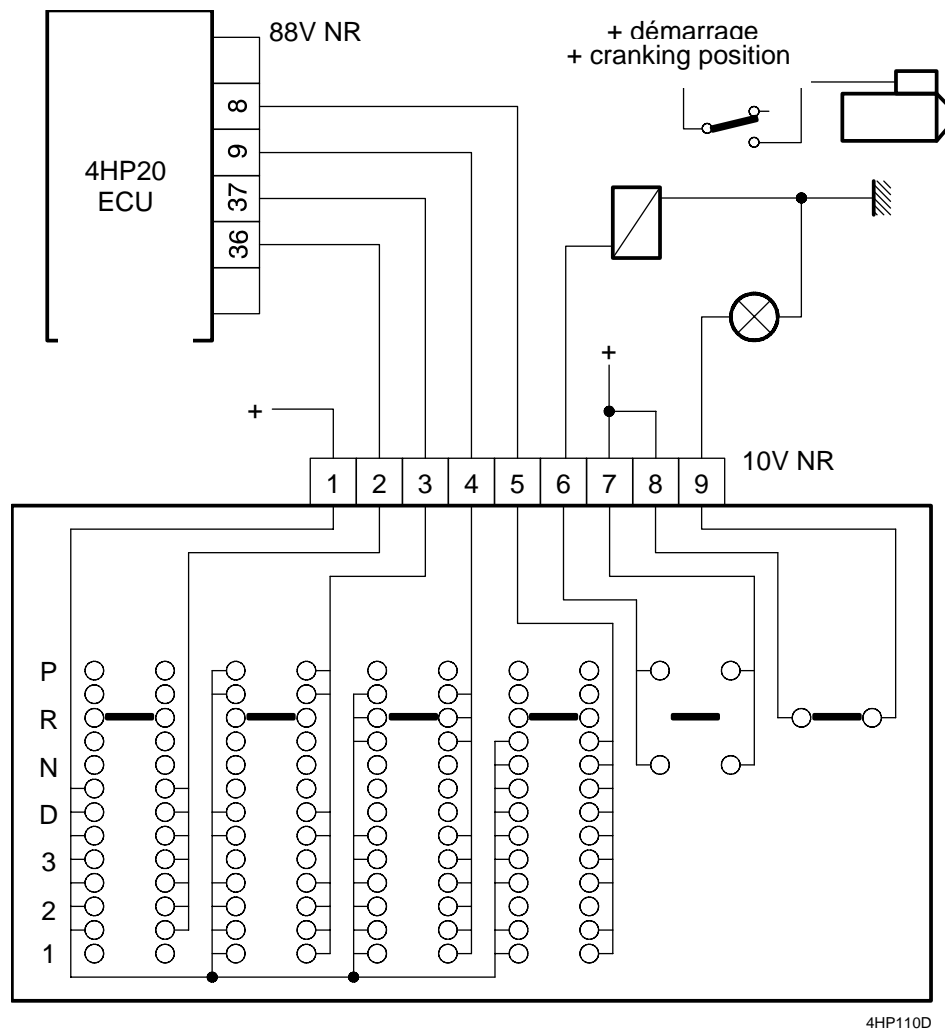 88V NR
+ démarrage
+ cranking position
8
9
37
36
4HP20
ECU
+
+
10V NR
1 2 3 4 5 6 7 8 9
P
R
N
D
3
2
1
4HP110D